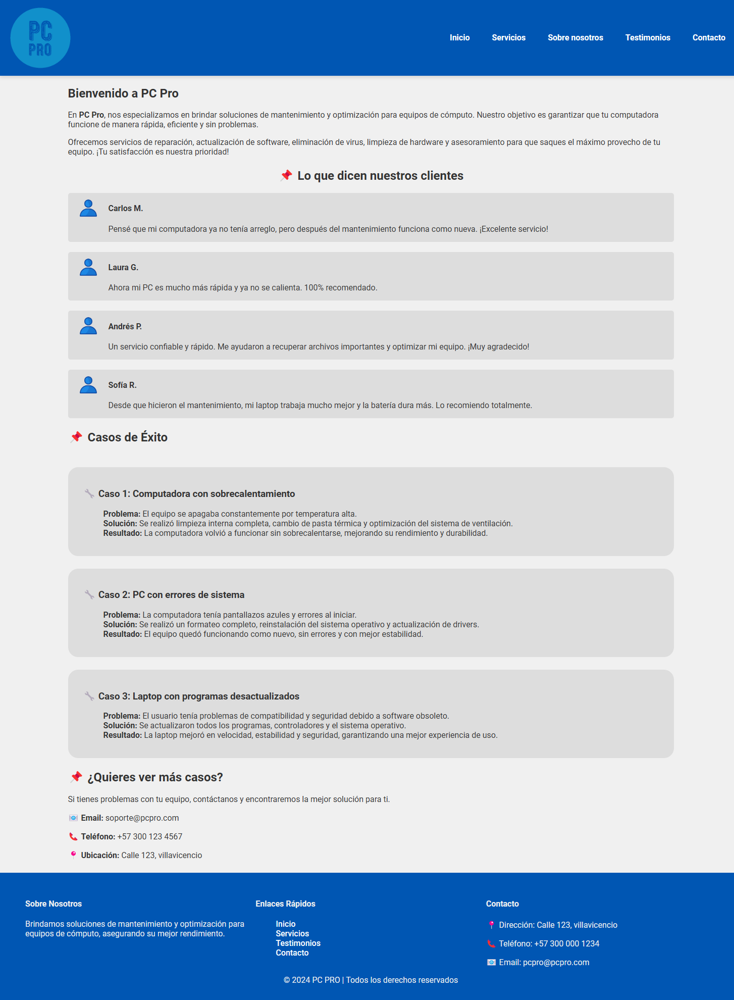 PC
PRO
Inicio
Servicios
Sobre nosotros
Testimonios
Contacto
Bienvenido a PC Pro
En PC Pro, nos especializamos en brindar soluciones de mantenimiento y optimización para equipos de cómputo. Nuestro objetivo es garantizar que tu computadora
funcione de manera rápida, eficiente y sin problemas.
Ofrecemos servicios de reparación, actualización de software, eliminación de virus, limpieza de hardware y asesoramiento para que saques el máximo provecho de tu
equipo. ¡Tu satisfacción es nuestra prioridad!
📌 Lo que dicen nuestros clientes
Carlos M.
Pensé que mi computadora ya no tenía arreglo, pero después del mantenimiento funciona como nueva. ¡Excelente servicio!
Laura G.
Ahora mi PC es mucho más rápida y ya no se calienta. 100% recomendado.
Andrés P.
Un servicio confiable y rápido. Me ayudaron a recuperar archivos importantes y optimizar mi equipo. ¡Muy agradecido!
Sofía R.
Desde que hicieron el mantenimiento, mi laptop trabaja mucho mejor y la batería dura más. Lo recomiendo totalmente.
📌 Casos de Éxito
🔧 Caso 1: Computadora con sobrecalentamiento
Problema: El equipo se apagaba constantemente por temperatura alta.
Solución: Se realizó limpieza interna completa, cambio de pasta térmica y optimización del sistema de ventilación.
Resultado: La computadora volvió a funcionar sin sobrecalentarse, mejorando su rendimiento y durabilidad.
🔧 Caso 2: PC con errores de sistema
Problema: La computadora tenía pantallazos azules y errores al iniciar.
Solución: Se realizó un formateo completo, reinstalación del sistema operativo y actualización de drivers.
Resultado: El equipo quedó funcionando como nuevo, sin errores y con mejor estabilidad.
🔧 Caso 3: Laptop con programas desactualizados
Problema: El usuario tenía problemas de compatibilidad y seguridad debido a software obsoleto.
Solución: Se actualizaron todos los programas, controladores y el sistema operativo.
Resultado: La laptop mejoró en velocidad, estabilidad y seguridad, garantizando una mejor experiencia de uso.
📌 ¿Quieres ver más casos?
Si tienes problemas con tu equipo, contáctanos y encontraremos la mejor solución para ti.
📧 Email: soporte@pcpro.com
📞 Teléfono: +57 300 123 4567
📍 Ubicación: Calle 123, villavicencio
Sobre Nosotros
Brindamos soluciones de mantenimiento y optimización para
equipos de cómputo, asegurando su mejor rendimiento.
Enlaces Rápidos
Inicio
Servicios
Testimonios
Contacto
Contacto
📍 Dirección: Calle 123, villavicencio
📞 Teléfono: +57 300 000 1234
📧 Email: pcpro@pcpro.com
© 2024 PC PRO | Todos los derechos reservados